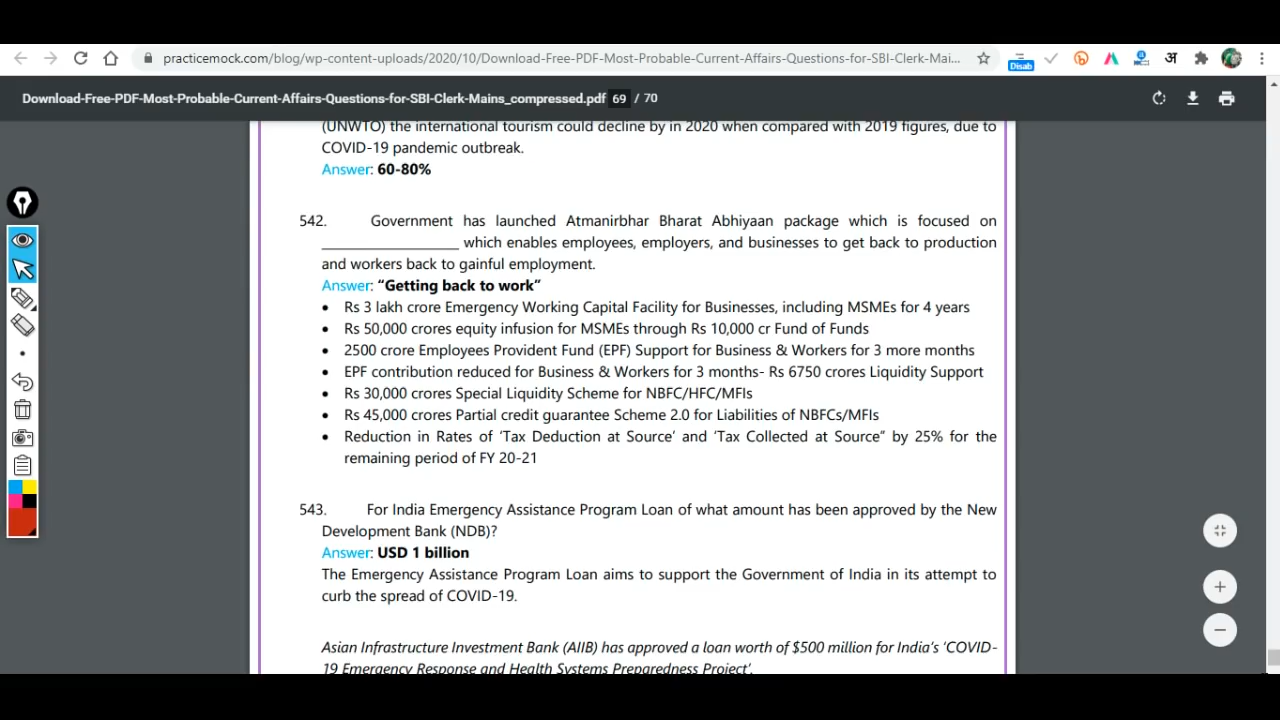 practicemock.com/blog/wp-content-uploads/2020/10/Download-Free-PDF-Most-Probable-Current-Affairs-Questions-for-SBI-Clerk-Mai...
Disab
अ
Download-Free-PDF-Most-Probable-Current-Affairs-Questions-for-SBI-Clerk-Mains_compressed.pdf 69 / 70
(UNWTO) the international tourism could decline by in 2020 when compared with 2019 figures, due to
COVID-19 pandemic outbreak.
Answer: 60-80%
542. Government has launched Atmanirbhar Bharat Abhiyaan package which is focused on
__________________ which enables employees, employers, and businesses to get back to production
and workers back to gainful employment.
Answer: “Getting back to work”
• Rs 3 lakh crore Emergency Working Capital Facility for Businesses, including MSMEs for 4 years
• Rs 50,000 crores equity infusion for MSMEs through Rs 10,000 cr Fund of Funds
• 2500 crore Employees Provident Fund (EPF) Support for Business & Workers for 3 more months
• EPF contribution reduced for Business & Workers for 3 months- Rs 6750 crores Liquidity Support
• Rs 30,000 crores Special Liquidity Scheme for NBFC/HFC/MFIs
• Rs 45,000 crores Partial credit guarantee Scheme 2.0 for Liabilities of NBFCs/MFIs
• Reduction in Rates of ‘Tax Deduction at Source’ and ‘Tax Collected at Source” by 25% for the
remaining period of FY 20-21
543. For India Emergency Assistance Program Loan of what amount has been approved by the New
Development Bank (NDB)?
Answer: USD 1 billion
The Emergency Assistance Program Loan aims to support the Government of India in its attempt to
curb the spread of COVID-19.
Asian Infrastructure Investment Bank (AIIB) has approved a loan worth of $500 million for India’s ‘COVID-
19 Emergency Response and Health Systems Preparedness Project’.